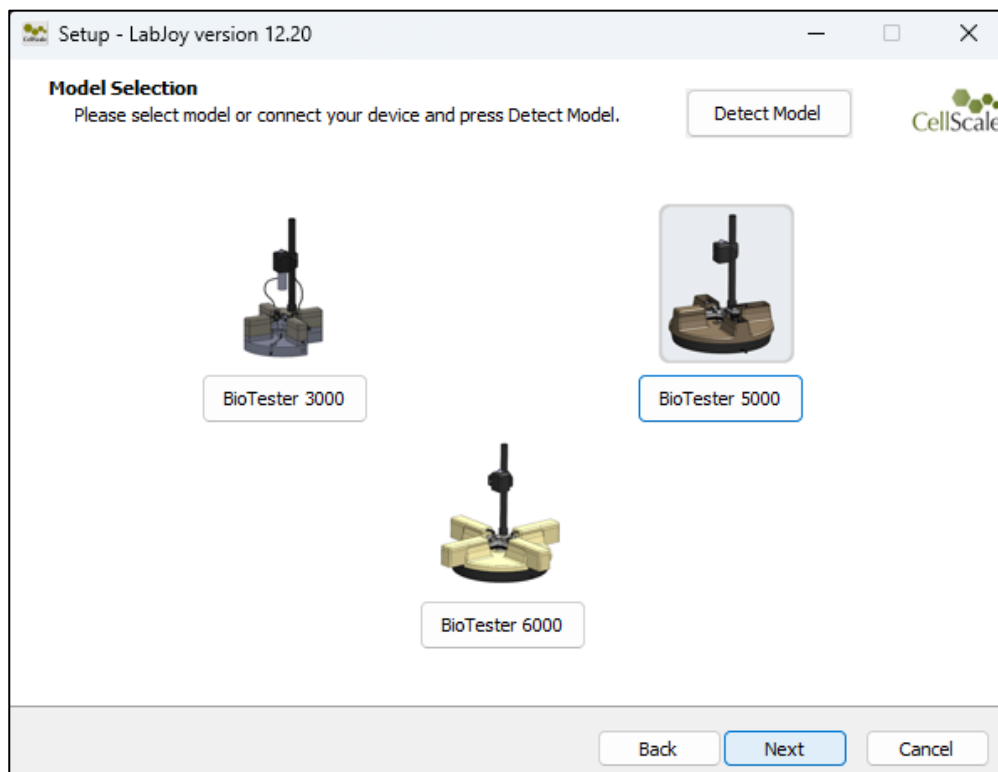 Setup - LabJoy version 12.20
Model Selection
Please select model or connect your device and press Detect Model.
Detect Model
CellScale
BioTester 3000
BioTester 5000
BioTester 6000
Back
Next
Cancel